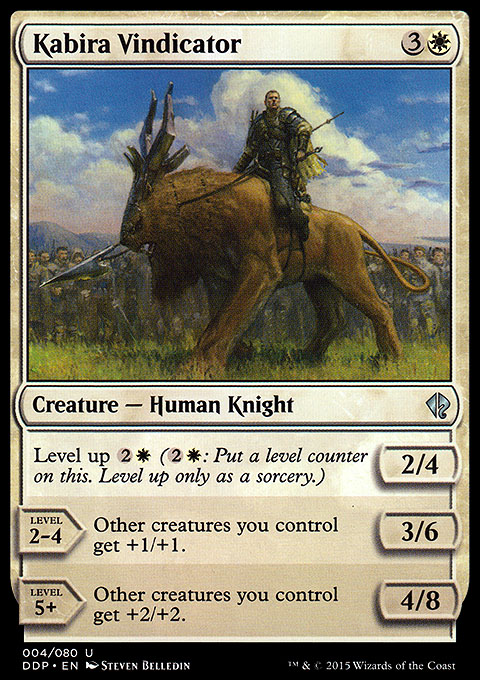 Kabira Vindicator 3
Creature — Human Knight
Level up 2 (2: Put a level counter
on this. Level up only as a sorcery.)
2/4
LEVEL
2-4
Other creatures you control
get +1/+1.
3/6
LEVEL
5+
Other creatures you control
get +2/+2.
4/8
004/080 U
DDP • EN Steven Belledin
™ & © 2015 Wizards of the Coast